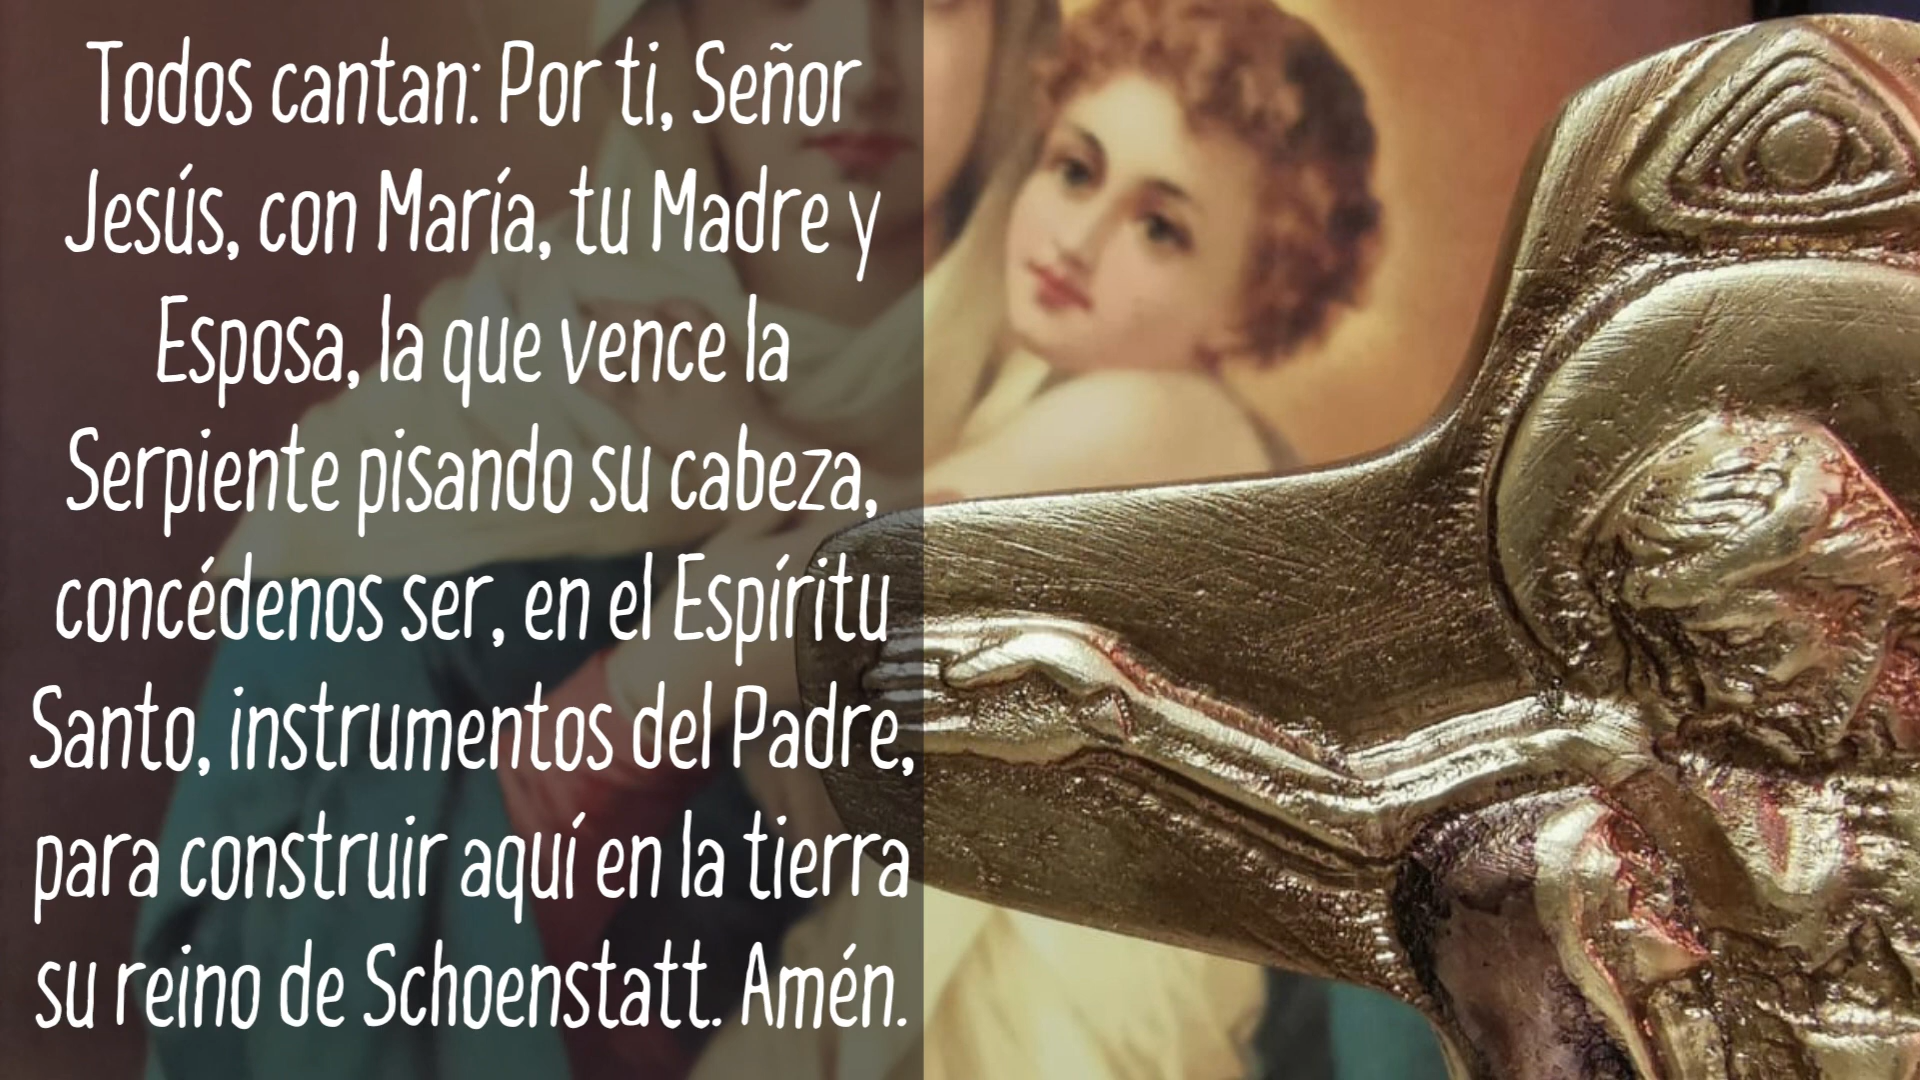 Todos cantan: Por ti, Señor
Jesús, con María, tu Madre y
Esposa, la que vence la
Serpiente pisando su cabeza,
concédenos ser, en el Espíritu
Santo, instrumentos del Padre,
para construir aquí en la tierra
su reino de Schoenstatt. Amén.